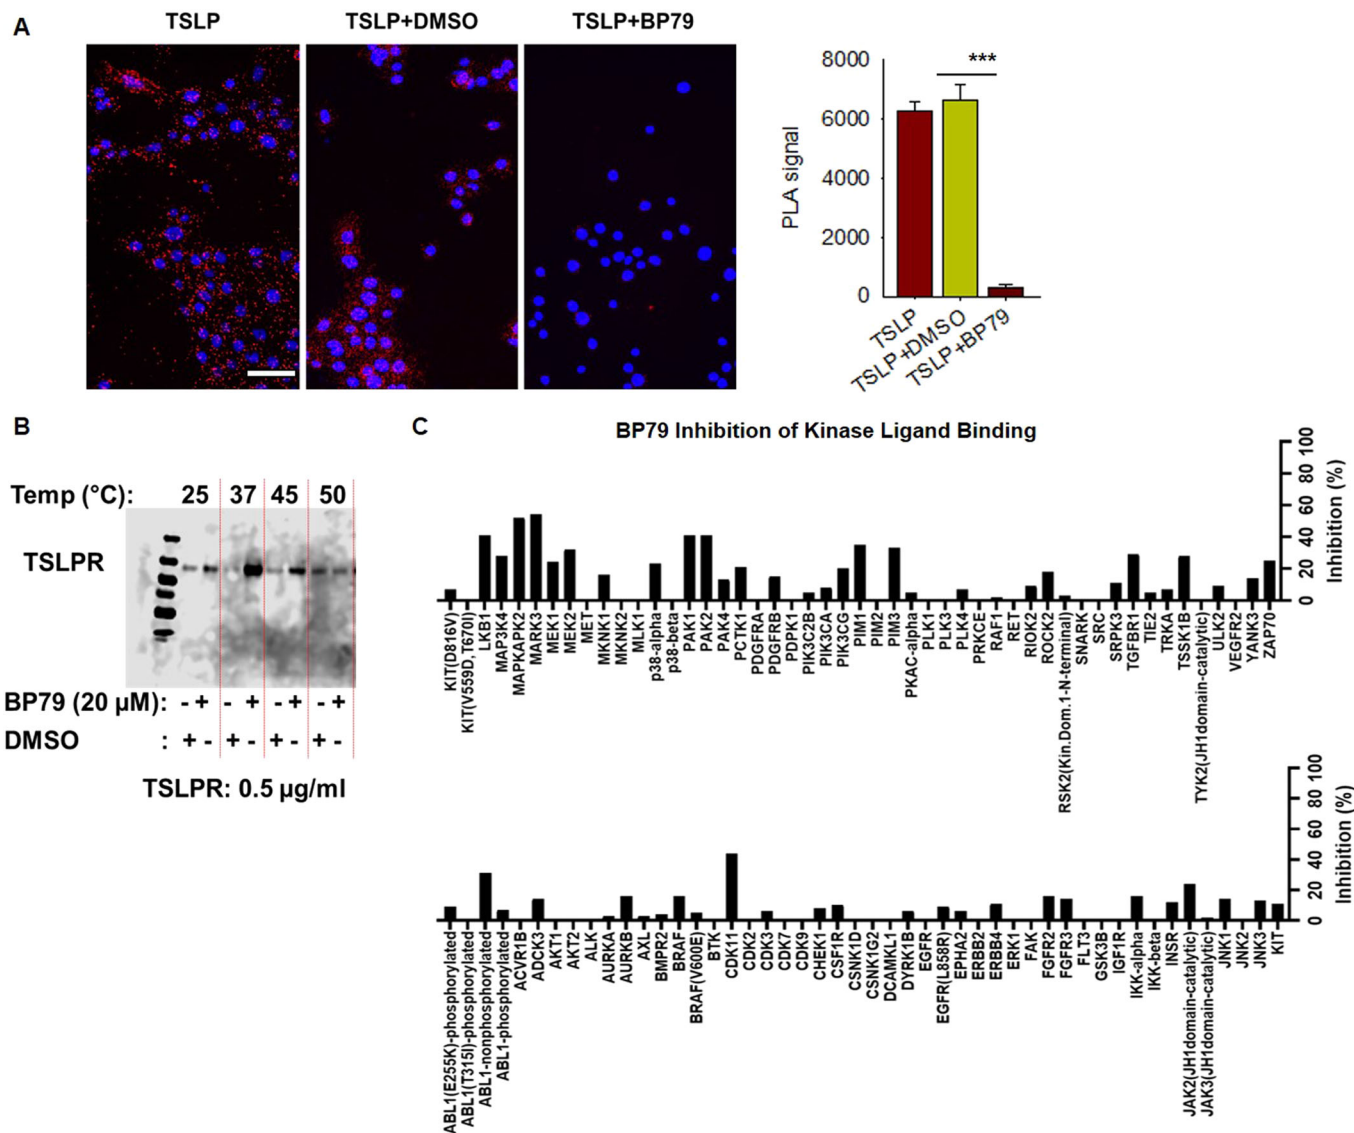 A
TSLP TSLP+DMSO TSLP+BP79
8000
6000
4000
2000
0
PLA signal
***
TSLP
TSLP+DMSO
TSLP+BP79
B
Temp (°C): 25 37 45 50
TSLPR
BP79 (20 µM): - + - + - + - +
DMSO : + - + - + - + -
TSLPR: 0.5 µg/ml
C
BP79 Inhibition of Kinase Ligand Binding
0 20 40 60 80 100
Inhibition (%)
KIT(D816V)
KIT(V559D, T670I)
LKB1
MAP3K4
MAPKAPK2
MARK3
MEK1
MEK2
MET
MKNK1
MKNK2
MLK1
p38-alpha
p38-beta
PAK1
PAK2
PAK4
PCTK1
PDGFRA
PDGFRB
PDPK1
PIK3C2B
PIK3CA
PIK3CG
PIM1
PIM2
PIM3
PKAC-alpha
PLK1
PLK3
PLK4
PRKCE
RAF1
RET
RIOK2
ROCK2
RSK2(Kin.Dom.1-N-terminal)
SNARK
SRC
SRPK3
TGFBR1
TIE2
TRKA
TSSK1B
TYK2(JH1domain-catalytic)
ULK2
VEGFR2
YANK3
ZAP70
0 20 40 60 80 100
Inhibition (%)
ABL1(E255K)-phosphorylated
ABL1(T315I)-phosphorylated
ABL1-nonphosphorylated
ABL1-phosphorylated
ACVR1B
ADCK3
AKT1
AKT2
ALK
AURKA
AURKB
AXL
BMPR2
BRAF
BRAF(V600E)
BTK
CDK11
CDK2
CDK3
CDK7
CDK9
CHEK1
CSF1R
CSNK1D
CSNK1G2
DCAMKL1
DYRK1B
EGFR
EGFR(L858R)
EPHA2
ERBB2
ERBB4
ERK1
FAK
FGFR2
FGFR3
FLT3
GSK3B
IGF1R
IKK-alpha
IKK-beta
INSR
JAK2(JH1domain-catalytic)
JAK3(JH1domain-catalytic)
JNK1
JNK2
JNK3
KIT